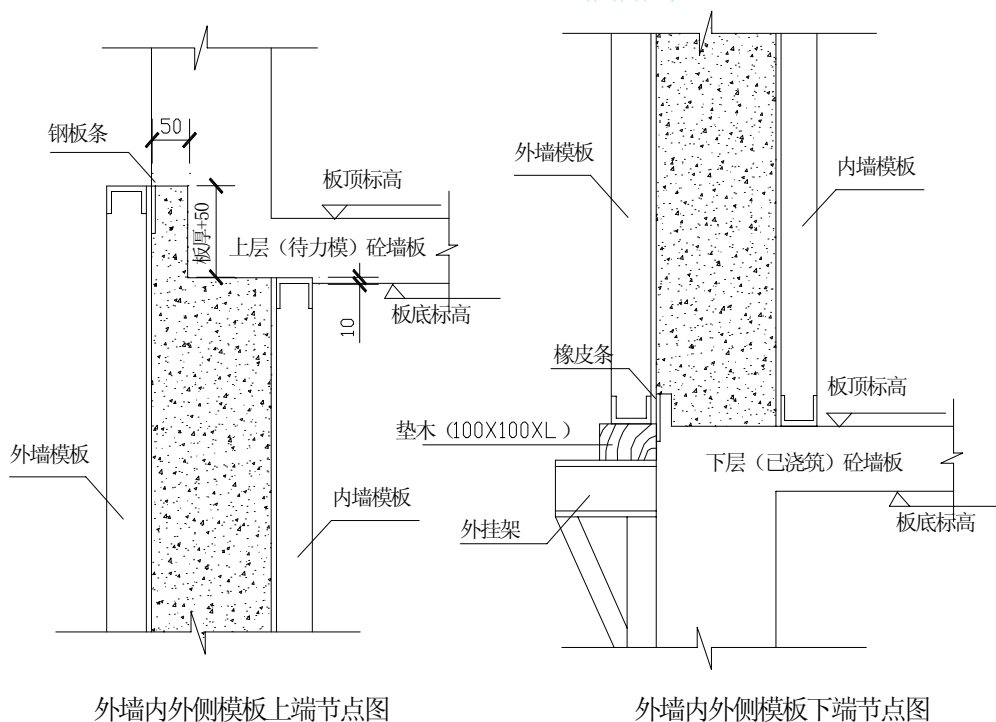 50
钢板条
板顶标高
板厚+50
上层（待力模）砼墙板
板底标高
10
外墙模板
内墙模板
外墙内外侧模板上端节点图
外墙模板
内墙模板
橡皮条
板顶标高
垫木（100X100XL）
下层（已浇筑）砼墙板
外挂架
板底标高
外墙内外侧模板下端节点图